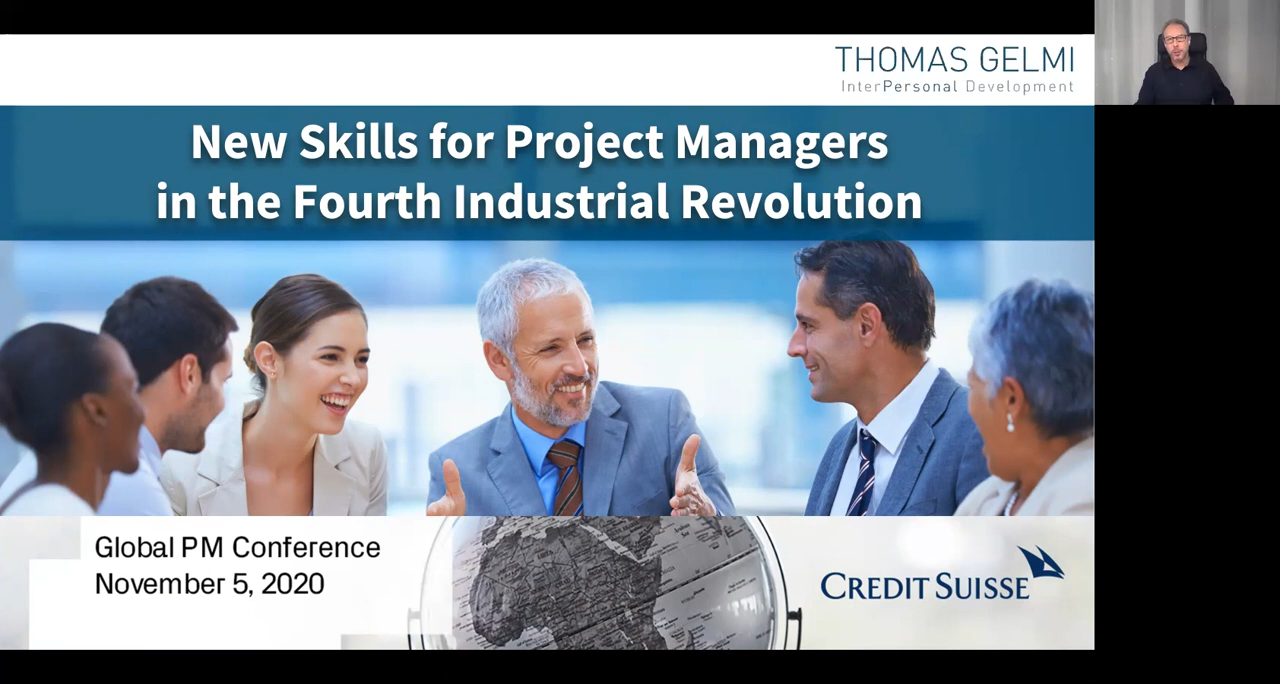 THOMAS GELMI
InterPersonal Development
New Skills for Project Managers
in the Fourth Industrial Revolution
Global PM Conference
November 5, 2020
CREDIT SUISSE